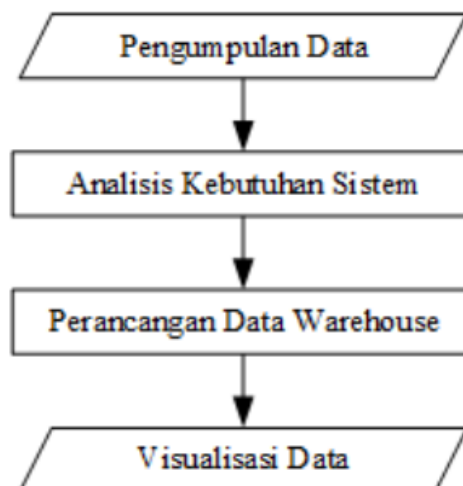 Pengumpulan Data
Analisis Kebutuhan Sistem
Perancangan Data Warehouse
Visualisasi Data